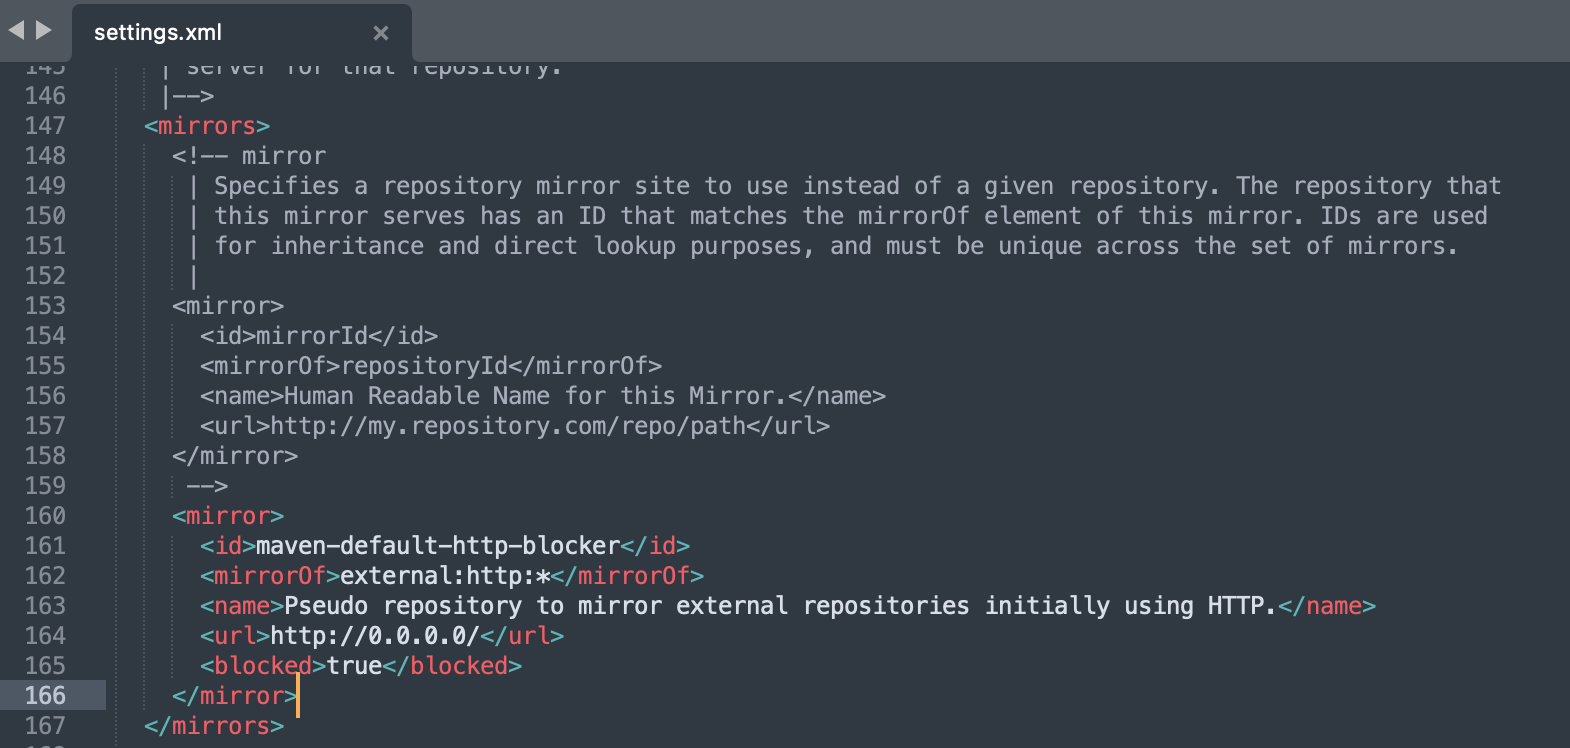 settings.xml ×
145 | server for that repository.
146 |-->
147 <mirrors>
148 <!-- mirror
149 | Specifies a repository mirror site to use instead of a given repository. The repository that
150 | this mirror serves has an ID that matches the mirrorOf element of this mirror. IDs are used
151 | for inheritance and direct lookup purposes, and must be unique across the set of mirrors.
152 |
153 <mirror>
154 <id>mirrorId</id>
155 <mirrorOf>repositoryId</mirrorOf>
156 <name>Human Readable Name for this Mirror.</name>
157 <url>http://my.repository.com/repo/path</url>
158 </mirror>
159 -->
160 <mirror>
161 <id>maven-default-http-blocker</id>
162 <mirrorOf>external:http:*</mirrorOf>
163 <name>Pseudo repository to mirror external repositories initially using HTTP.</name>
164 <url>http://0.0.0.0/</url>
165 <blocked>true</blocked>
166 </mirror>
167 </mirrors>